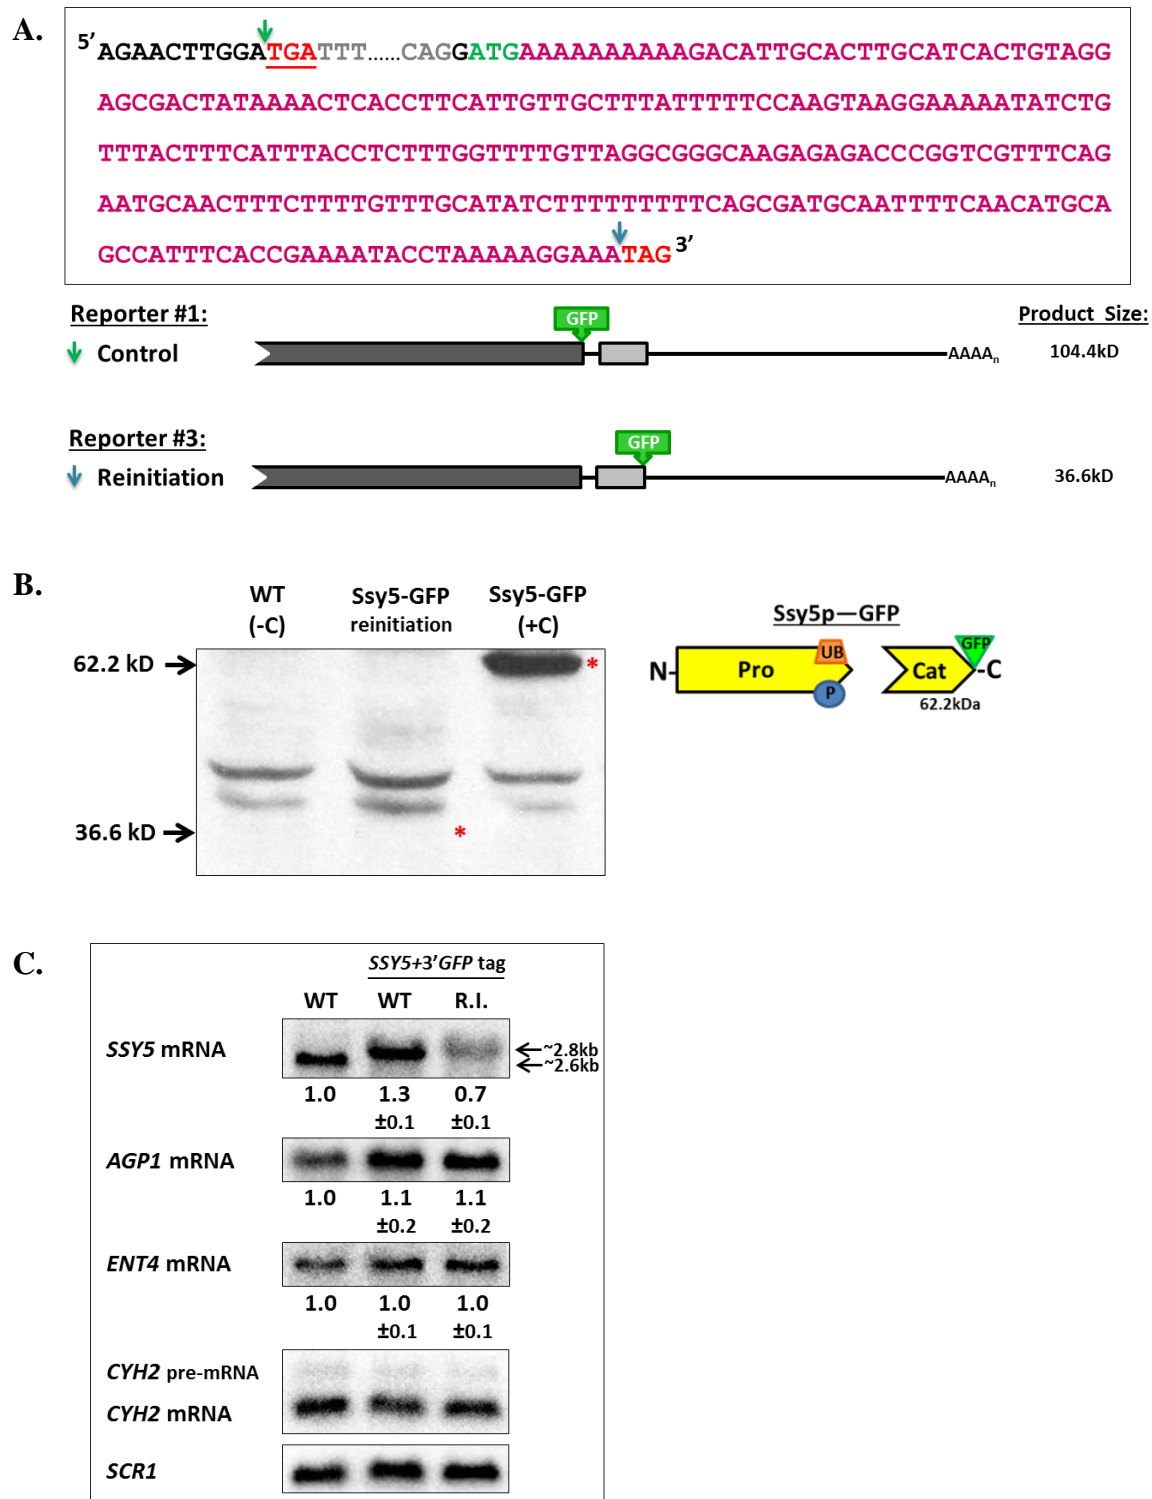 A.
5’ AGAACTTGGATGATTT......CAGGATGAAAAAAAAAAGACATTGCACTTGCATCACTGTAGG
AGCGACTATAAAACTCACCTTCATTGTTGCTTTATTTTTCCAAGTAAGGAAAAATATCTG
TTTACTTTCATTTACCTCTTTGGTTTTGTTAGGCGGGCAAGAGAGACCCGGTCGTTTCAG
AATGCAACTTTCTTTTGTTTGCATATCTTTTTTTTTTCAGCGATGCAATTTTCAACATGCA
GCCATTTCACCGAAAATACCTAAAAAGGAAATAG 3’
Reporter #1:
Product Size:
GFP
Control
AAAAn
104.4kD
Reporter #3:
GFP
Reinitiation
AAAAn
36.6kD
B.
WT (-C)
Ssy5-GFP reinitiation
Ssy5-GFP (+C)
62.2 kD
*
36.6 kD
*
Ssy5p—GFP
N- Pro UB P Cat GFP -C
62.2kDa
C.
SSY5+3’GFP tag
WT WT R.I.
SSY5 mRNA
~2.8kb
~2.6kb
1.0 1.3 0.7
±0.1 ±0.1
AGP1 mRNA
1.0 1.1 1.1
±0.2 ±0.2
ENT4 mRNA
1.0 1.0 1.0
±0.1 ±0.1
CYH2 pre-mRNA
CYH2 mRNA
SCR1